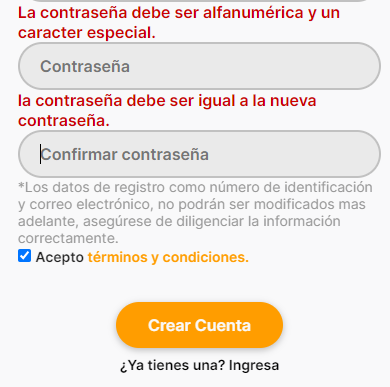 La contraseña debe ser alfanumérica y un
caracter especial.
Contraseña
la contraseña debe ser igual a la nueva
contraseña.
Confirmar contraseña
*Los datos de registro como número de identificación
y correo electrónico, no podrán ser modificados mas
adelante, asegúrese de diligenciar la información
correctamente.
Acepto términos y condiciones.
Crear Cuenta
¿Ya tienes una? Ingresa